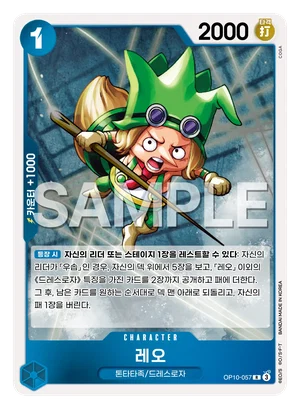 1
2000
타격
打
©ODA
카운터 +1000
SAMPLE
등장 시 자신의 리더 또는 스테이지 1장을 레스트할 수 있다: 자신의
리더가 「우솝」인 경우, 자신의 덱 위에서 5장을 보고, 「레오」 이외의
《드레스로자》 특징을 가진 카드를 2장까지 공개하고 패에 더한다.
그 후, 남은 카드를 원하는 순서대로 덱 맨 아래로 되돌리고, 자신의
패 1장을 버린다.
CHARACTER
레오
톤타타족/드레스로자
OP10-057 R 3